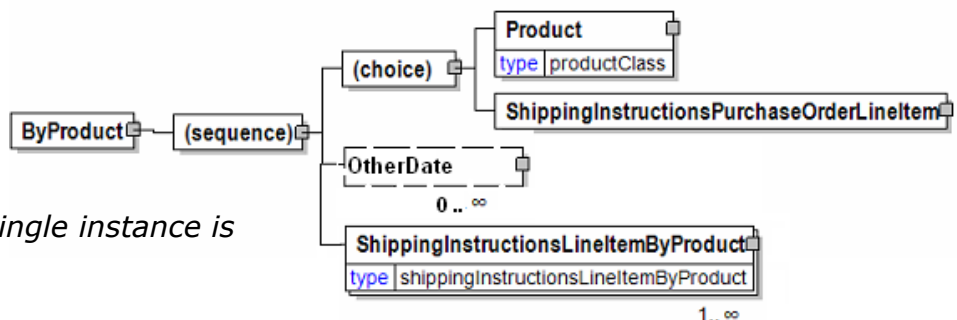 Product
type productClass
(choice)
ShippingInstructionsPurchaseOrderLineItem
ByProduct
(sequence)
OtherDate
0 .. ∞
ingle instance is
ShippingInstructionsLineItemByProduct
type shippingInstructionsLineItemByProduct
1.. ∞